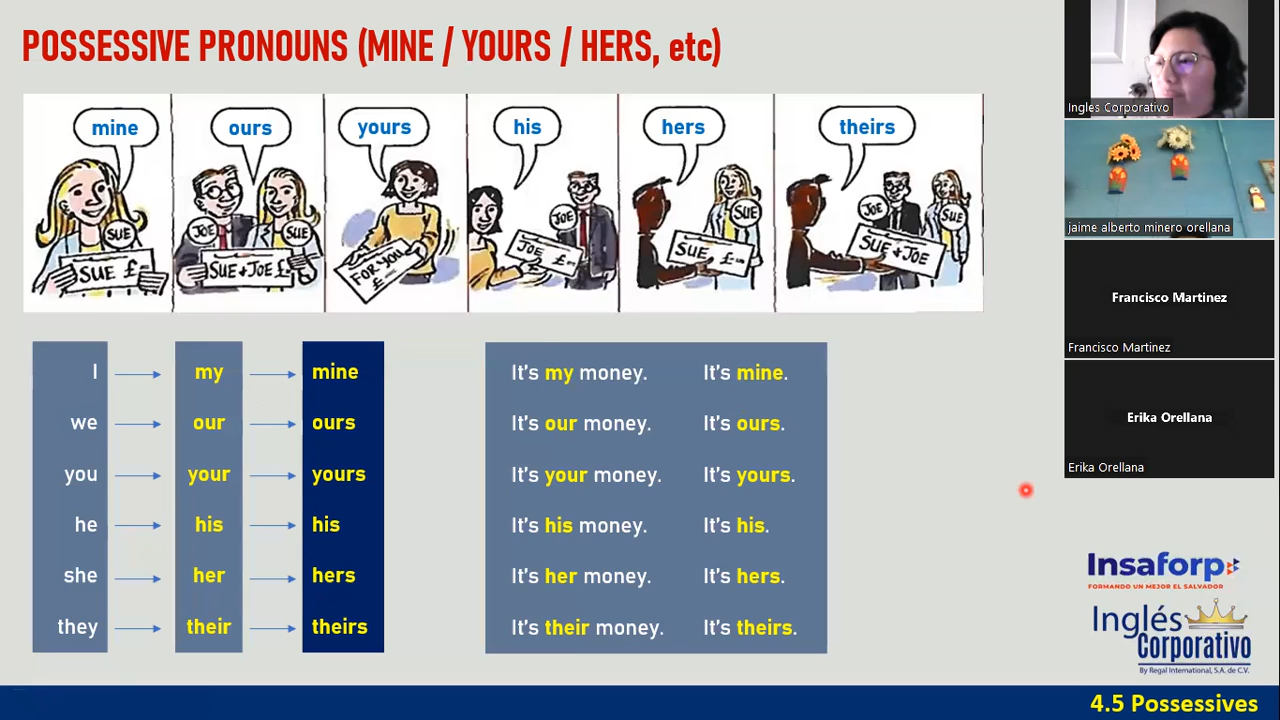 POSSESSIVE PRONOUNS (MINE / YOURS / HERS, etc)
mine
ours
yours
his
hers
theirs
SUE
SUE £
JOE
SUE
SUE+JOE £
FOR YOU
£
JOE
JOE
£
SUE
SUE
£
JOE
SUE
SUE+JOE
I my mine
we our ours
you your yours
he his his
she her hers
they their theirs
It's my money. It's mine.
It's our money. It's ours.
It's your money. It's yours.
It's his money. It's his.
It's her money. It's hers.
It's their money. It's theirs.
Ingles Corporativo
jaime alberto minero orellana
Francisco Martinez
Francisco Martinez
Erika Orellana
Erika Orellana
Insaforp
FORMANDO UN MEJOR EL SALVADOR
Inglés
Corporativo
By Regal International, S.A. de C.V.
4.5 Possessives